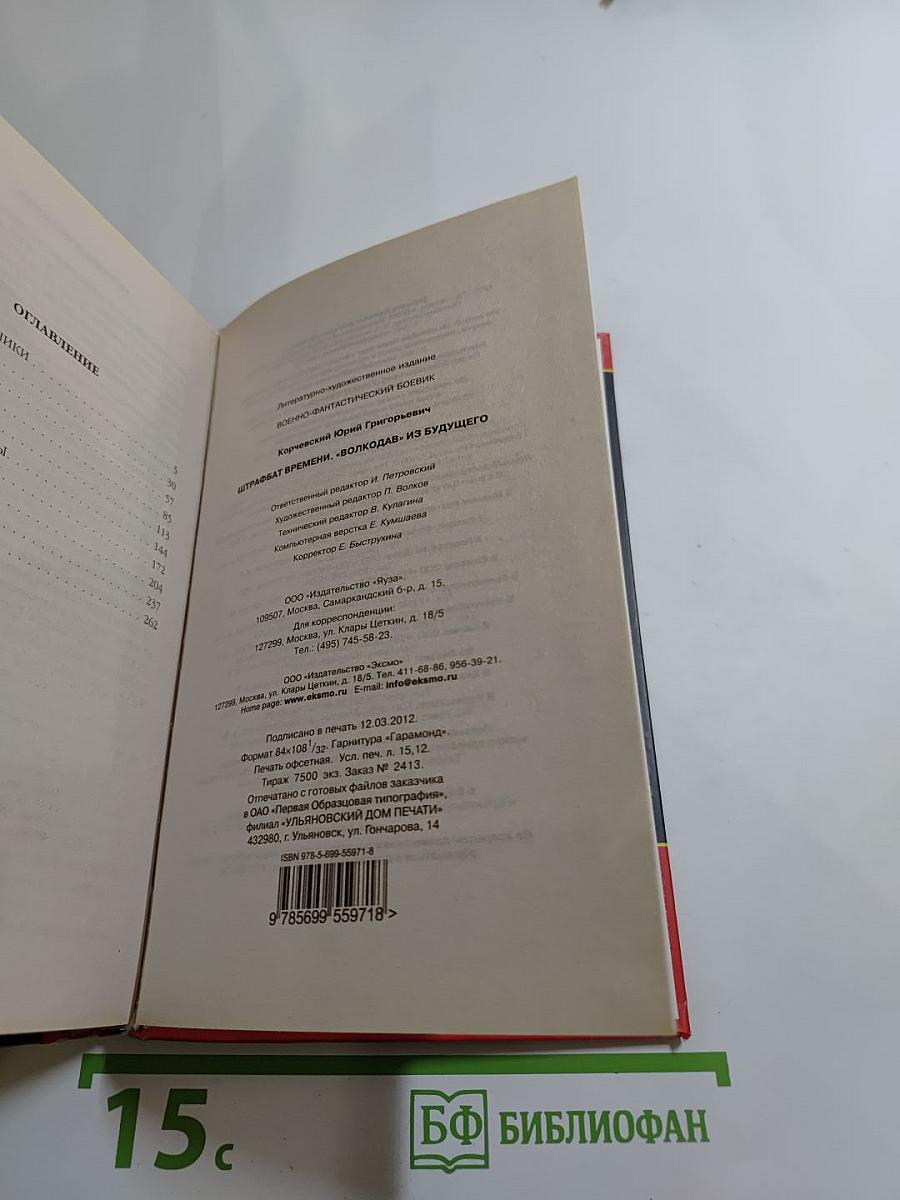 ОГЛАВЛЕНИЕ
5
30
57
85
113
144
172
204
237
262
Литературно-художественное издание
ВОЕННО-ФАНТАСТИЧЕСКИЙ БОЕВИК
Корчевский Юрий Григорьевич
ШТРАФБАТ ВРЕМЕНИ. «ВОЛКОДАВ» ИЗ БУДУЩЕГО
Ответственный редактор И. Петровский
Художественный редактор П. Волков
Технический редактор В. Кулагина
Компьютерная верстка Е. Кумшаева
Корректор Е. Быструхина
ООО «Издательство «Яуза».
109507, Москва, Самаркандский б-р, д. 15.
Для корреспонденции:
127299, Москва, ул. Клары Цеткин, д. 18/5
Тел.: (495) 745-58-23.
ООО «Издательство «Эксмо»
127299, Москва, ул. Клары Цеткин, д. 18/5. Тел. 411-68-86, 956-39-21.
Home page: www.eksmo.ru E-mail: info@eksmo.ru
Подписано в печать 12.03.2012.
Формат 84×108 1/32. Гарнитура «Гарамонд».
Печать офсетная. Усл. печ. л. 15,12.
Тираж 7500 экз. Заказ № 2413.
Отпечатано с готовых файлов заказчика
в ОАО «Первая Образцовая типография»,
филиал «УЛЬЯНОВСКИЙ ДОМ ПЕЧАТИ»
432980, г. Ульяновск, ул. Гончарова, 14
ISBN 978-5-699-55971-8
9 785699 559718 >
15 с
БФ БИБЛИОФАН